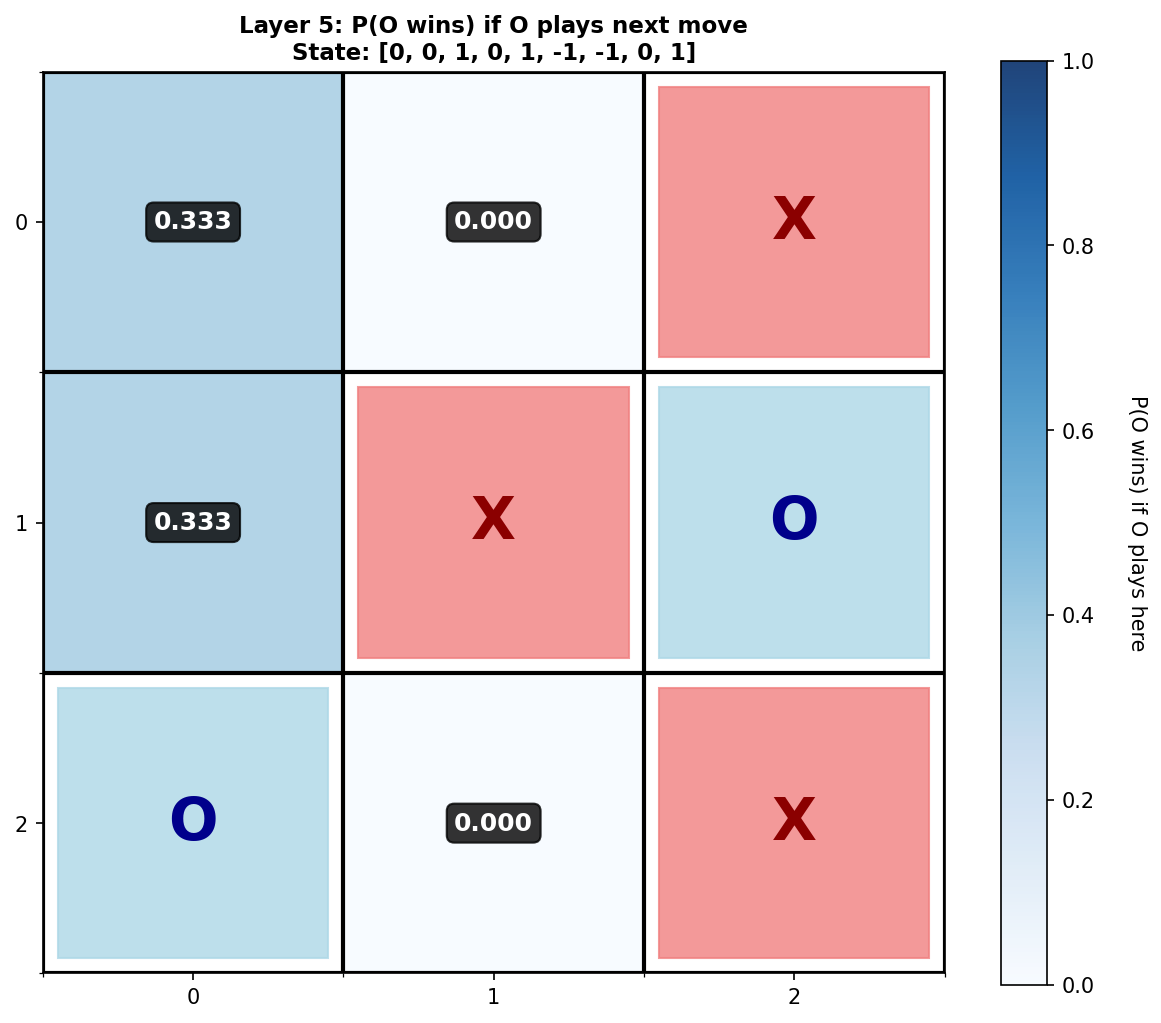 Layer 5: P(O wins) if O plays next move
State: [0, 0, 1, 0, 1, -1, -1, 0, 1]
0 0.333 0.000 X
1 0.333 X O
2 O 0.000 X
0 1 2
1.0
0.8
0.6
0.4
0.2
0.0
P(O wins) if O plays here